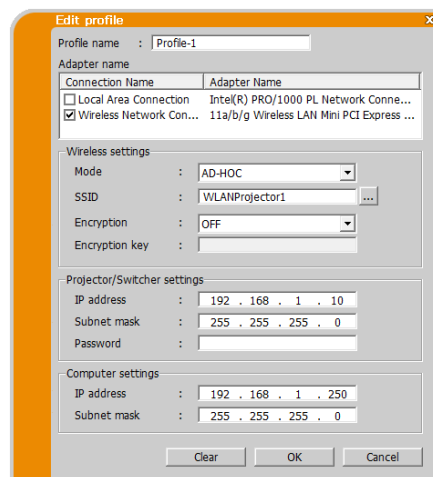 Edit profile x
Profile name : Profile-1
Adapter name
Connection Name Adapter Name
Local Area Connection Intel(R) PRO/1000 PL Network Conne...
Wireless Network Con... 11a/b/g Wireless LAN Mini PCI Express ...
Wireless settings
Mode : AD-HOC
SSID : WLANProjector1 ...
Encryption : OFF
Encryption key :
Projector/Switcher settings
IP address : 192 . 168 . 1 . 10
Subnet mask : 255 . 255 . 255 . 0
Password :
Computer settings
IP address : 192 . 168 . 1 . 250
Subnet mask : 255 . 255 . 255 . 0
Clear OK Cancel